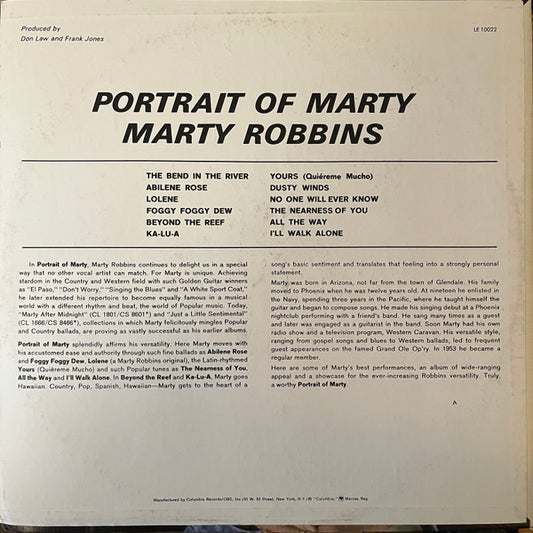 Produced by
Don Law and Frank Jones
LE 10022
PORTRAIT OF MARTY
MARTY ROBBINS
THE BEND IN THE RIVER
ABILENE ROSE
LOLENE
FOGGY FOGGY DEW
BEYOND THE REEF
KA-LU-A
YOURS (Quiéreme Mucho)
DUSTY WINDS
NO ONE WILL EVER KNOW
THE NEARNESS OF YOU
ALL THE WAY
I'LL WALK ALONE
In Portrait of Marty, Marty Robbins continues to delight us in a special
way that no other vocal artist can match. For Marty is unique. Achieving
stardom in the Country and Western field with such Golden Guitar winners
as "El Paso," "Don't Worry," "Singing the Blues" and "A White Sport Coat,"
he later extended his repertoire to become equally famous in a musical
world with a different rhythm and beat, the world of Popular music. Today,
"Marty After Midnight" (CL 1801/CS 8601*) and "Just a Little Sentimental"
(CL 1666/CS 8466*), collections in which Marty felicitously mingles Popular
and Country ballads, are proving as vastly successful as his earlier albums.
Portrait of Marty splendidly affirms his versatility. Here Marty moves with
his accustomed ease and authority through such fine ballads as Abilene Rose
and Foggy Foggy Dew, Lolene (a Marty Robbins original), the Latin-rhythmed
Yours (Quiéreme Mucho) and such Popular tunes as The Nearness of You,
All the Way and I'll Walk Alone. In Beyond the Reef and Ka-Lu-A, Marty goes
Hawaiian. Country, Pop, Spanish, Hawaiian—Marty gets to the heart of a
song's basic sentiment and translates that feeling into a strongly personal
statement.
Marty was born in Arizona, not far from the town of Glendale. His family
moved to Phoenix when he was twelve years old. At nineteen he enlisted in
the Navy, spending three years in the Pacific, where he taught himself the
guitar and began to compose songs. He made his singing debut at a Phoenix
nightclub performing with a friend's band. He sang many times as a guest
and later was engaged as a guitarist in the band. Soon Marty had his own
radio show and a television program, Western Caravan. His versatile style,
ranging from gospel songs and blues to Western ballads, led to frequent
guest appearances on the famed Grand Ole Op'ry. In 1953 he became a
regular member.
Here are some of Marty's best performances, an album of wide-ranging
appeal and a showcase for the ever-increasing Robbins versatility. Truly,
a worthy Portrait of Marty.
A
Manufactured by Columbia Records/CBS, Inc./51 W. 52 Street, New York, N.Y./® "Columbia," Marcas Reg.